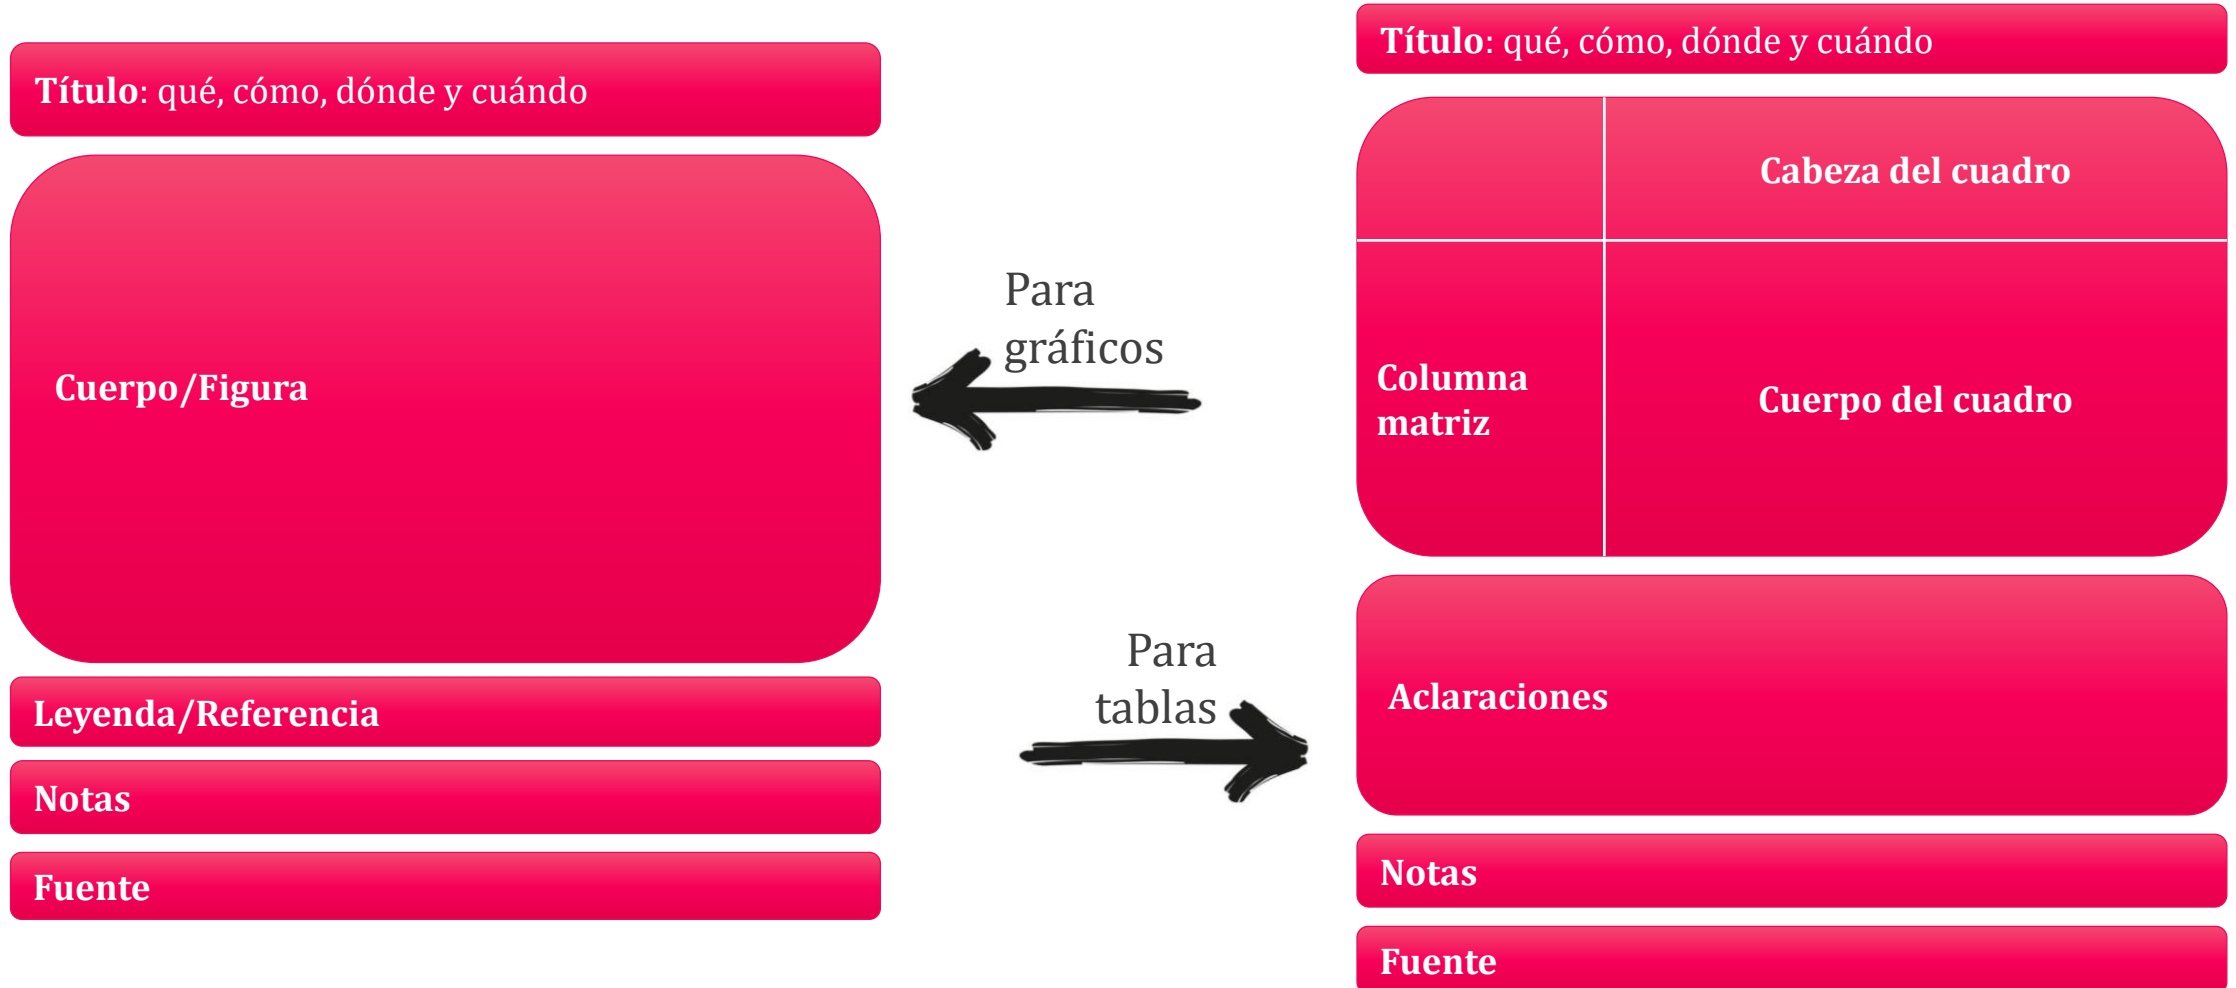 Título: qué, cómo, dónde y cuándo
Cuerpo/Figura
Leyenda/Referencia
Notas
Fuente
Para
gráficos
Para
tablas
Título: qué, cómo, dónde y cuándo
Cabeza del cuadro
Columna
matriz
Cuerpo del cuadro
Aclaraciones
Notas
Fuente